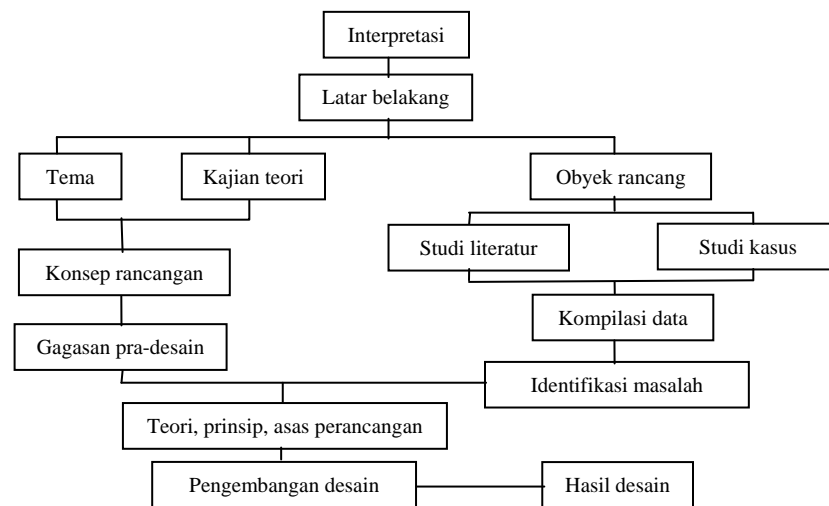 Interpretasi
Latar belakang
Tema
Kajian teori
Obyek rancang
Studi literatur
Studi kasus
Konsep rancangan
Kompilasi data
Gagasan pra-desain
Identifikasi masalah
Teori, prinsip, asas perancangan
Pengembangan desain
Hasil desain